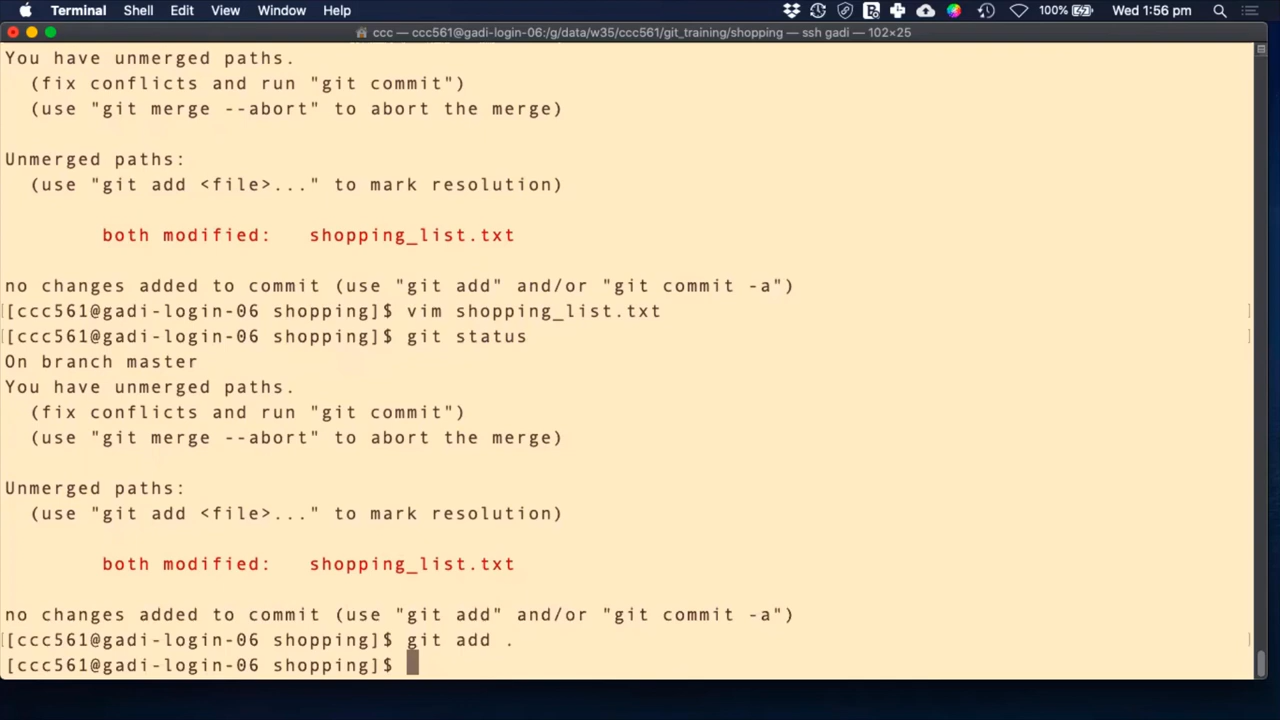 Terminal Shell Edit View Window Help 100% Wed 1:56 pm
ccc — ccc561@gadi-login-06:/g/data/w35/ccc561/git_training/shopping — ssh gadi — 102×25
You have unmerged paths.
(fix conflicts and run "git commit")
(use "git merge --abort" to abort the merge)
Unmerged paths:
(use "git add <file>..." to mark resolution)
both modified: shopping_list.txt
no changes added to commit (use "git add" and/or "git commit -a")
[ccc561@gadi-login-06 shopping]$ vim shopping_list.txt
[ccc561@gadi-login-06 shopping]$ git status
On branch master
You have unmerged paths.
(fix conflicts and run "git commit")
(use "git merge --abort" to abort the merge)
Unmerged paths:
(use "git add <file>..." to mark resolution)
both modified: shopping_list.txt
no changes added to commit (use "git add" and/or "git commit -a")
[ccc561@gadi-login-06 shopping]$ git add .
[ccc561@gadi-login-06 shopping]$